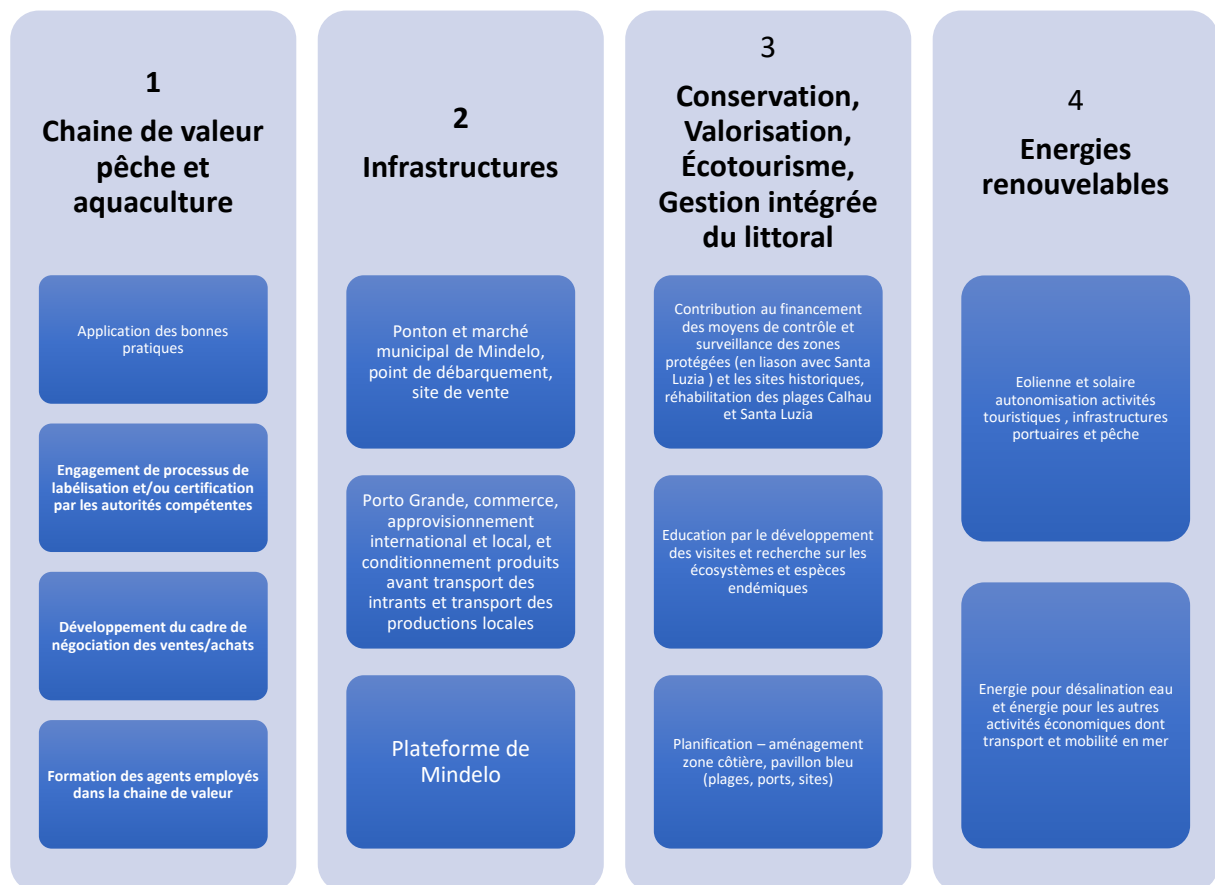 1
Chaine de valeur
pêche et
aquaculture
Application des bonnes
pratiques
Engagement de processus de
labélisation et/ou certification
par les autorités compétentes
Développement du cadre de
négociation des ventes/achats
Formation des agents employés
dans la chaine de valeur
2
Infrastructures
Ponton et marché
municipal de Mindelo,
point de débarquement,
site de vente
Porto Grande, commerce,
approvisionnement
international et local, et
conditionnement produits
avant transport des
intrants et transport des
productions locales
Plateforme de
Mindelo
3
Conservation,
Valorisation,
Écotourisme,
Gestion intégrée
du littoral
Contribution au financement
des moyens de contrôle et
surveillance des zones
protégées (en liaison avec Santa
Luzia ) et les sites historiques,
réhabilitation des plages Calhau
et Santa Luzia
Education par le développement
des visites et recherche sur les
écosystèmes et espèces
endémiques
Planification – aménagement
zone côtière, pavillon bleu
(plages, ports, sites)
4
Energies
renouvelables
Eolienne et solaire
autonomisation activités
touristiques , infrastructures
portuaires et pêche
Energie pour désalination eau
et énergie pour les autres
activités économiques dont
transport et mobilité en mer